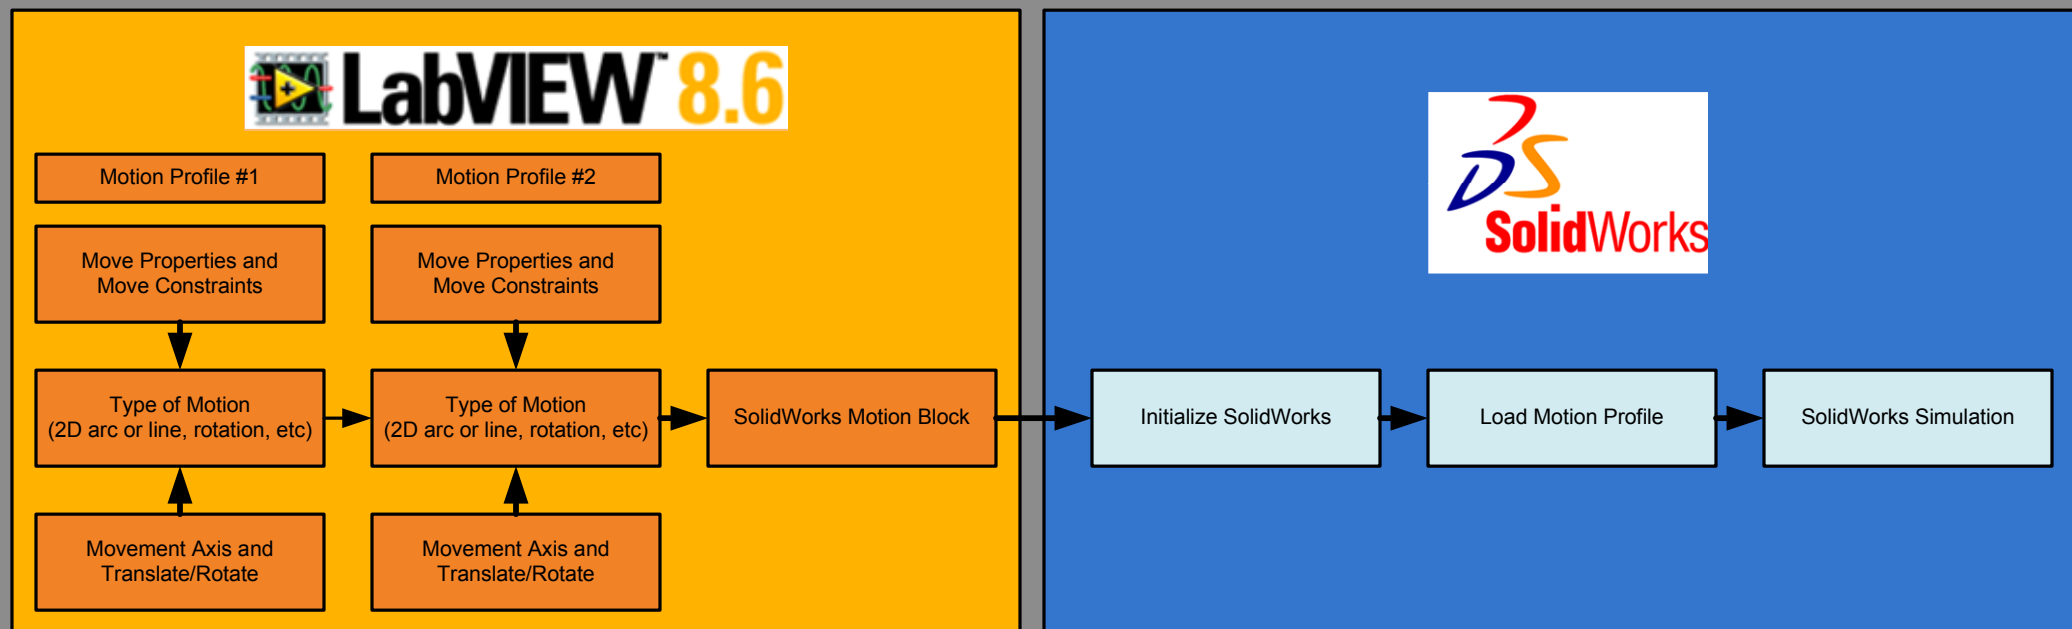 LabVIEW™ 8.6
Motion Profile #1
Motion Profile #2
Move Properties and
Move Constraints
Move Properties and
Move Constraints
Type of Motion
(2D arc or line, rotation, etc)
Type of Motion
(2D arc or line, rotation, etc)
SolidWorks Motion Block
Movement Axis and
Translate/Rotate
Movement Axis and
Translate/Rotate
DS
SolidWorks
Initialize SolidWorks
Load Motion Profile
SolidWorks Simulation